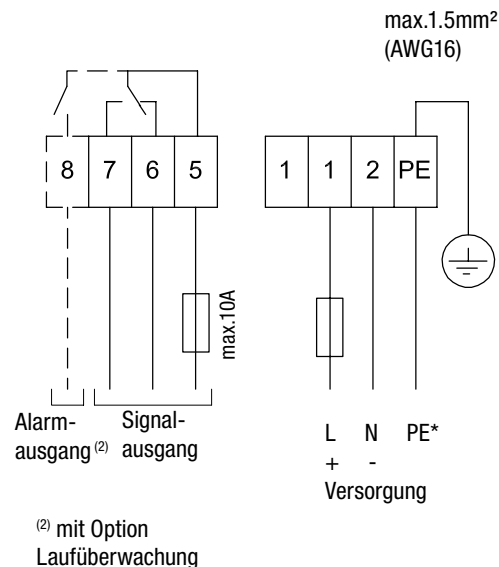 max.1.5mm²
(AWG16)
8 7 6 5 1 1 2 PE
max.10A
Alarm-
ausgang (2)
Signal-
ausgang
L N PE*
+ -
Versorgung
(2) mit Option
Laufüberwachung